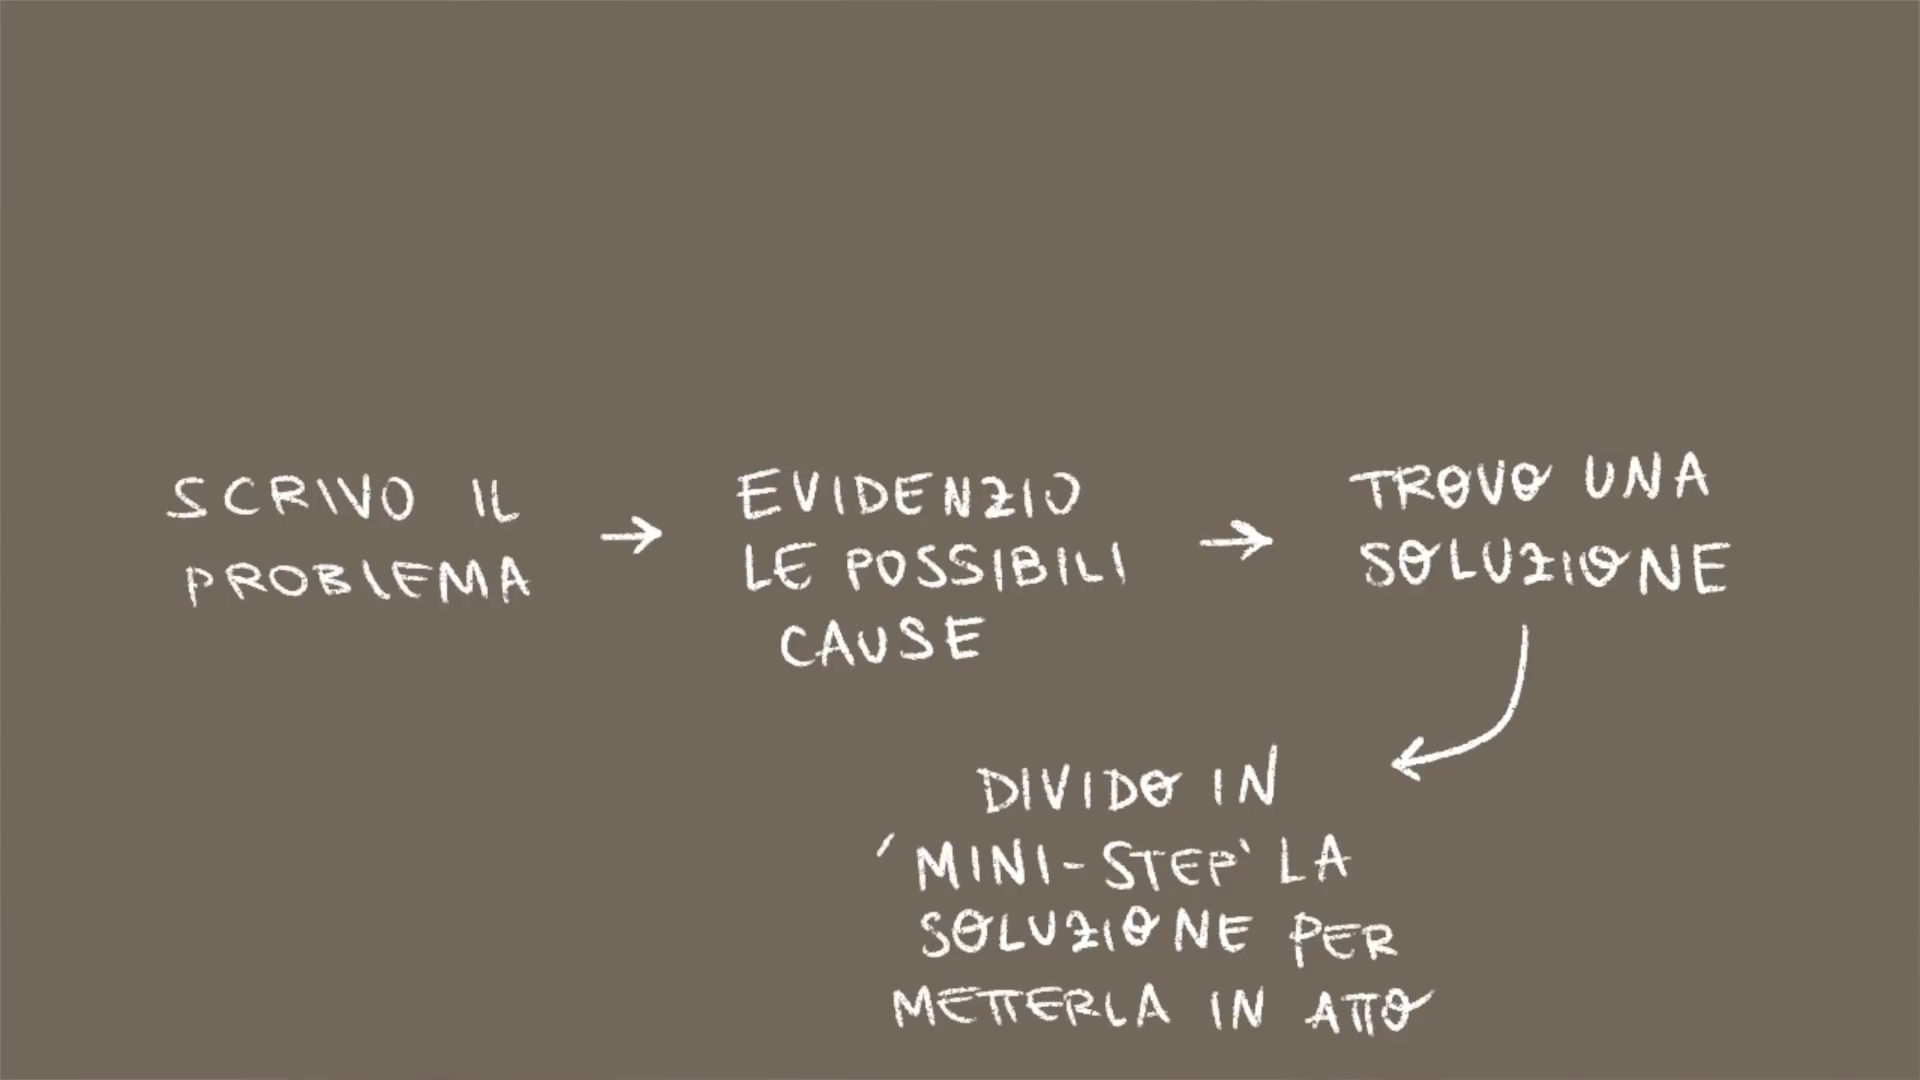 SCRIVO IL
PROBLEMA
→
EVIDENZIO
LE POSSIBILI
CAUSE
→
TROVO UNA
SOLUZIONE
DIVIDO IN
'MINI-STEP' LA
SOLUZIONE PER
METTERLA IN ATTO